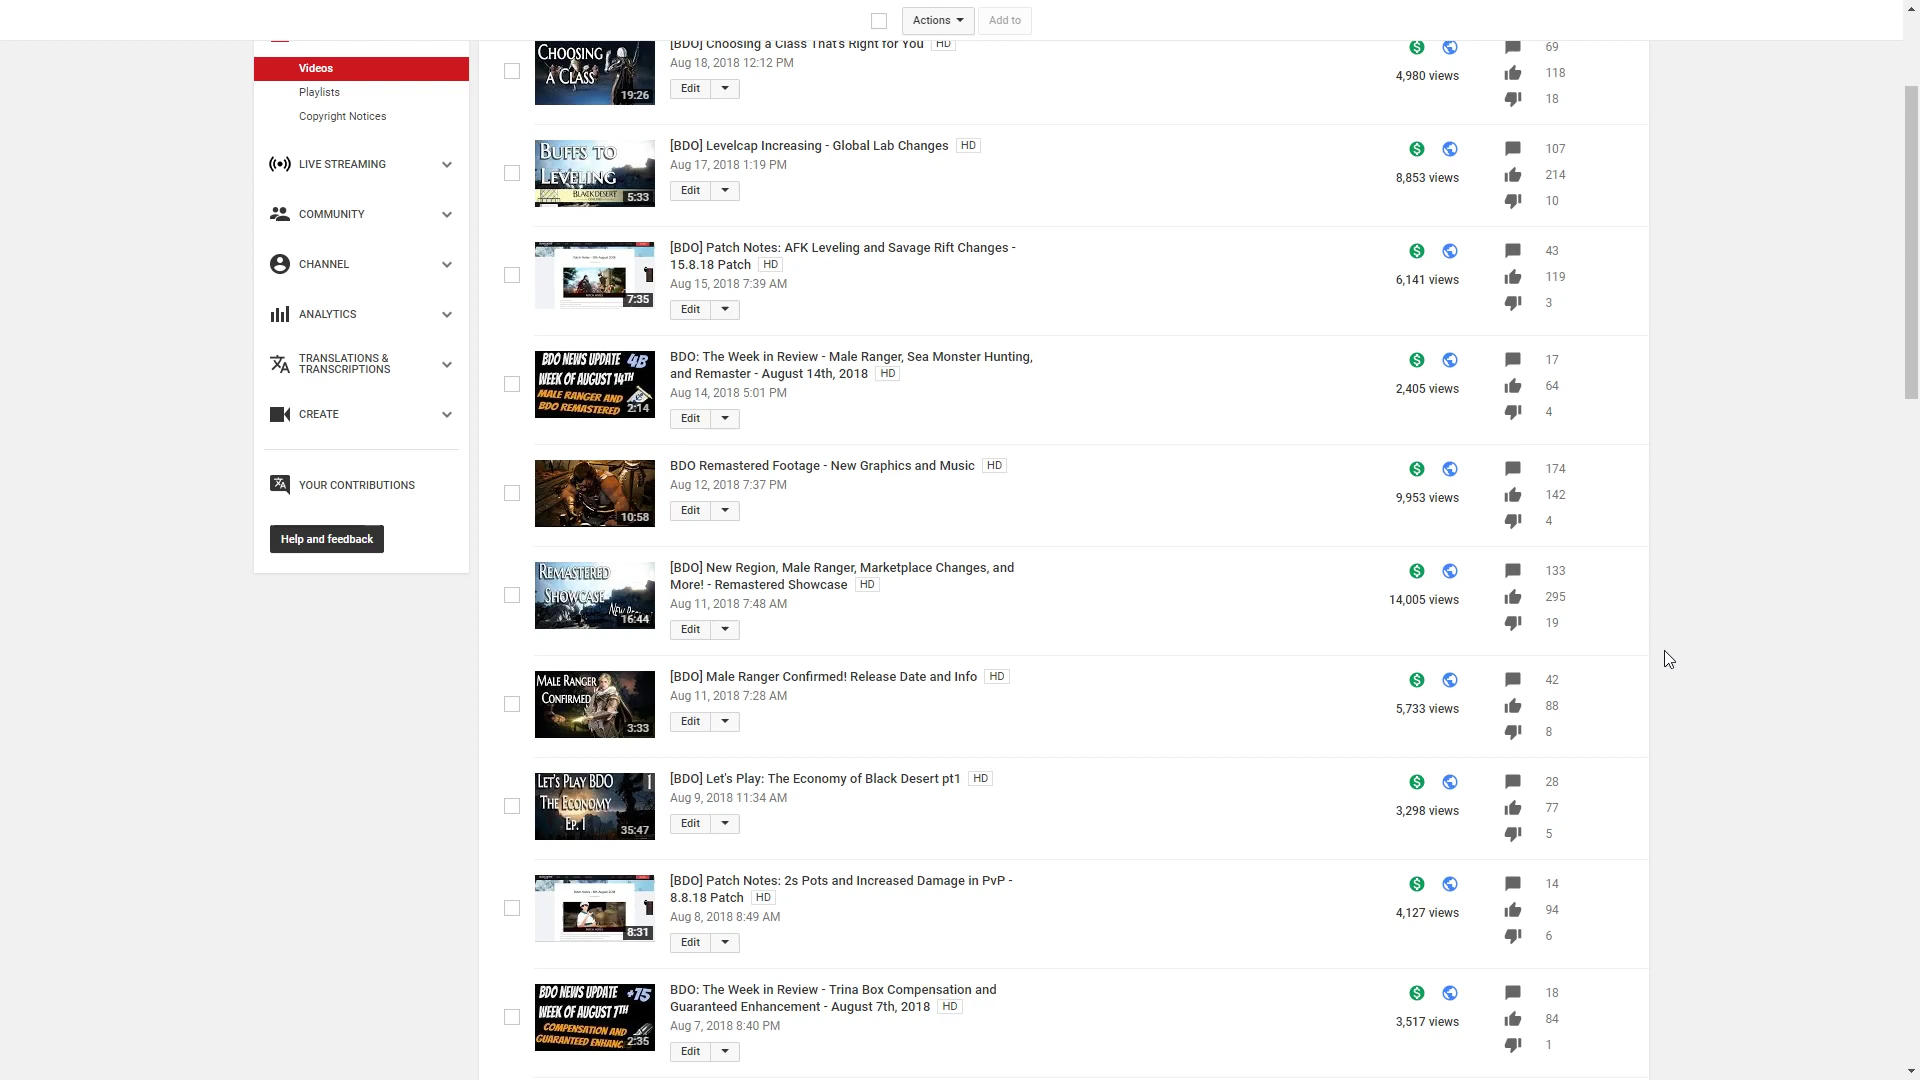 Actions
Add to
Videos
Playlists
Copyright Notices
LIVE STREAMING
COMMUNITY
CHANNEL
ANALYTICS
TRANSLATIONS &
TRANSCRIPTIONS
CREATE
YOUR CONTRIBUTIONS
Help and feedback
CHOOSING
A CLASS
19:26
[BDO] Choosing a Class That's Right for You HD
Aug 18, 2018 12:12 PM
Edit
4,980 views
69
118
18
BUFFS TO
LEVELING
BLACK DESERT
5:33
[BDO] Levelcap Increasing - Global Lab Changes HD
Aug 17, 2018 1:19 PM
Edit
8,853 views
107
214
10
7:35
[BDO] Patch Notes: AFK Leveling and Savage Rift Changes -
15.8.18 Patch HD
Aug 15, 2018 7:39 AM
Edit
6,141 views
43
119
3
BDO NEWS UPDATE 4B
WEEK OF AUGUST 14TH
MALE RANGER AND
BDO REMASTERED
2:14
BDO: The Week in Review - Male Ranger, Sea Monster Hunting,
and Remaster - August 14th, 2018 HD
Aug 14, 2018 5:01 PM
Edit
2,405 views
17
64
4
10:58
BDO Remastered Footage - New Graphics and Music HD
Aug 12, 2018 7:37 PM
Edit
9,953 views
174
142
4
REMASTERED
SHOWCASE
16:44
[BDO] New Region, Male Ranger, Marketplace Changes, and
More! - Remastered Showcase HD
Aug 11, 2018 7:48 AM
Edit
14,005 views
133
295
19
MALE RANGER
CONFIRMED
3:33
[BDO] Male Ranger Confirmed! Release Date and Info HD
Aug 11, 2018 7:28 AM
Edit
5,733 views
42
88
8
LET'S PLAY BDO 1
THE ECONOMY
EP. 1
35:47
[BDO] Let's Play: The Economy of Black Desert pt1 HD
Aug 9, 2018 11:34 AM
Edit
3,298 views
28
77
5
8:31
[BDO] Patch Notes: 2s Pots and Increased Damage in PvP -
8.8.18 Patch HD
Aug 8, 2018 8:49 AM
Edit
4,127 views
14
94
6
BDO NEWS UPDATE +15
WEEK OF AUGUST 7TH
COMPENSATION AND
GUARANTEED ENHANC
2:35
BDO: The Week in Review - Trina Box Compensation and
Guaranteed Enhancement - August 7th, 2018 HD
Aug 7, 2018 8:40 PM
Edit
3,517 views
18
84
1